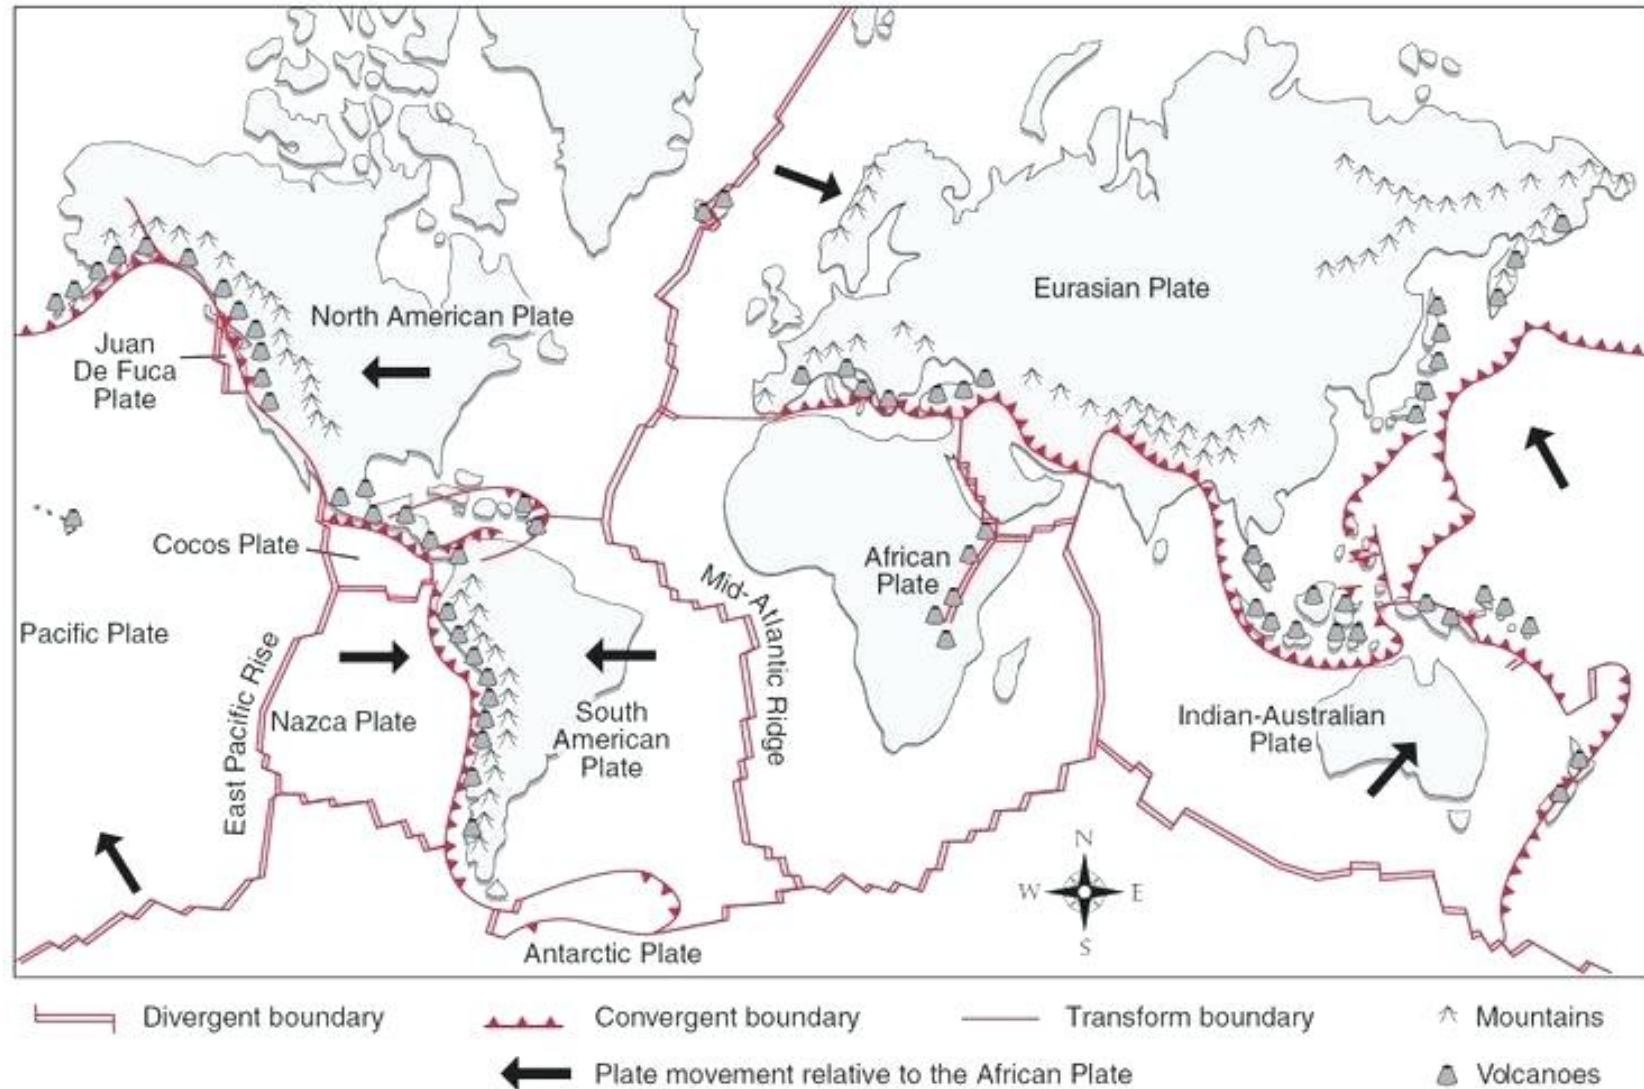 North American Plate
Eurasian Plate
Juan
De Fuca
Plate
Cocos Plate
African
Plate
Mid-Atlantic Ridge
Pacific Plate
East Pacific Rise
Nazca Plate
South
American
Plate
Indian-Australian
Plate
N
W E
S
Antarctic Plate
Divergent boundary Convergent boundary Transform boundary Mountains
Plate movement relative to the African Plate Volcanoes